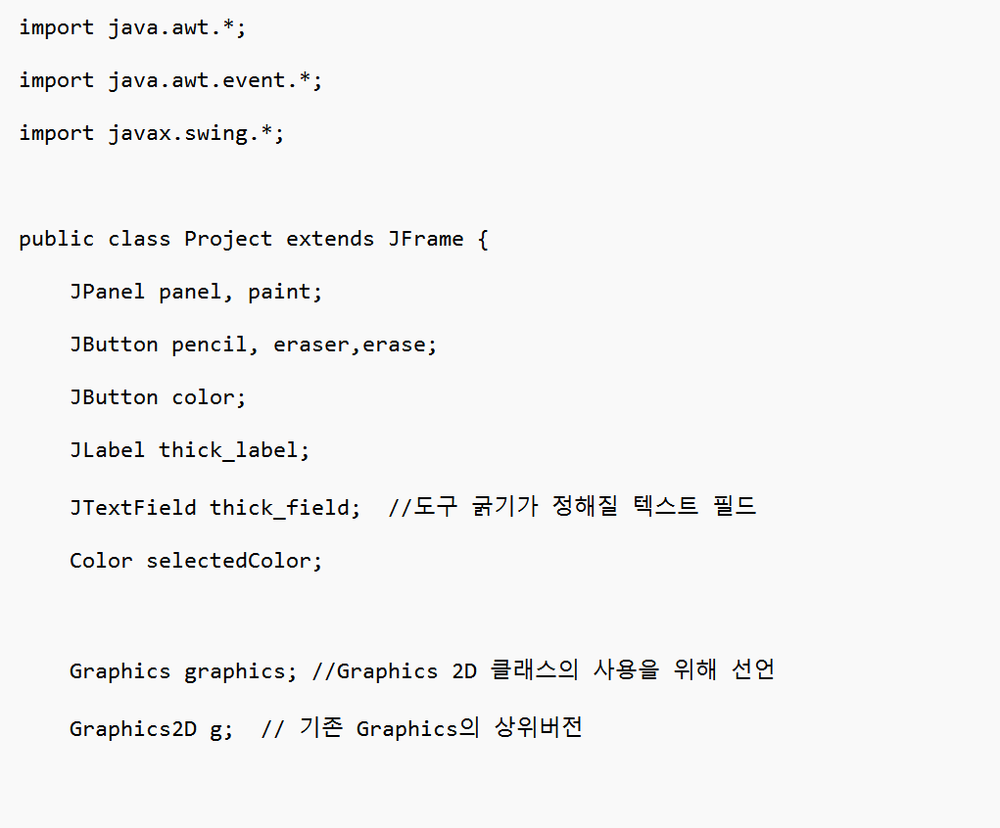 import java.awt.*;
import java.awt.event.*;
import javax.swing.*;
public class Project extends JFrame {
JPanel panel, paint;
JButton pencil, eraser,erase;
JButton color;
JLabel thick_label;
JTextField thick_field;  //도구 굵기가 정해질 텍스트 필드
Color selectedColor;
Graphics graphics; //Graphics 2D 클래스의 사용을 위해 선언
Graphics2D g;  // 기존 Graphics의 상위버전